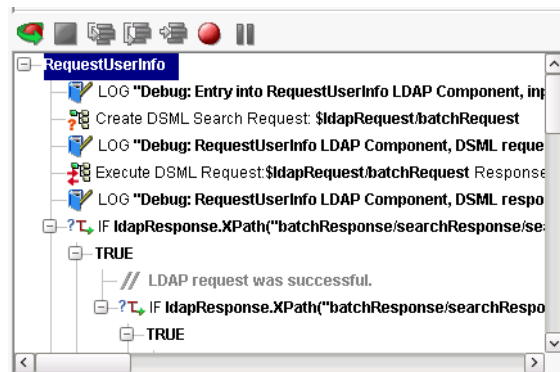 RequestUserInfo
LOG "Debug: Entry into RequestUserInfo LDAP Component, inp
Create DSML Search Request: $ldapRequest/batchRequest
LOG "Debug: RequestUserInfo LDAP Component, DSML reque
Execute DSML Request:$ldapRequest/batchRequest Response
LOG "Debug: RequestUserInfo LDAP Component, DSML respo
IF ldapResponse.XPath("batchResponse/searchResponse/se
TRUE
// LDAP request was successful.
IF ldapResponse.XPath("batchResponse/searchRespo
TRUE